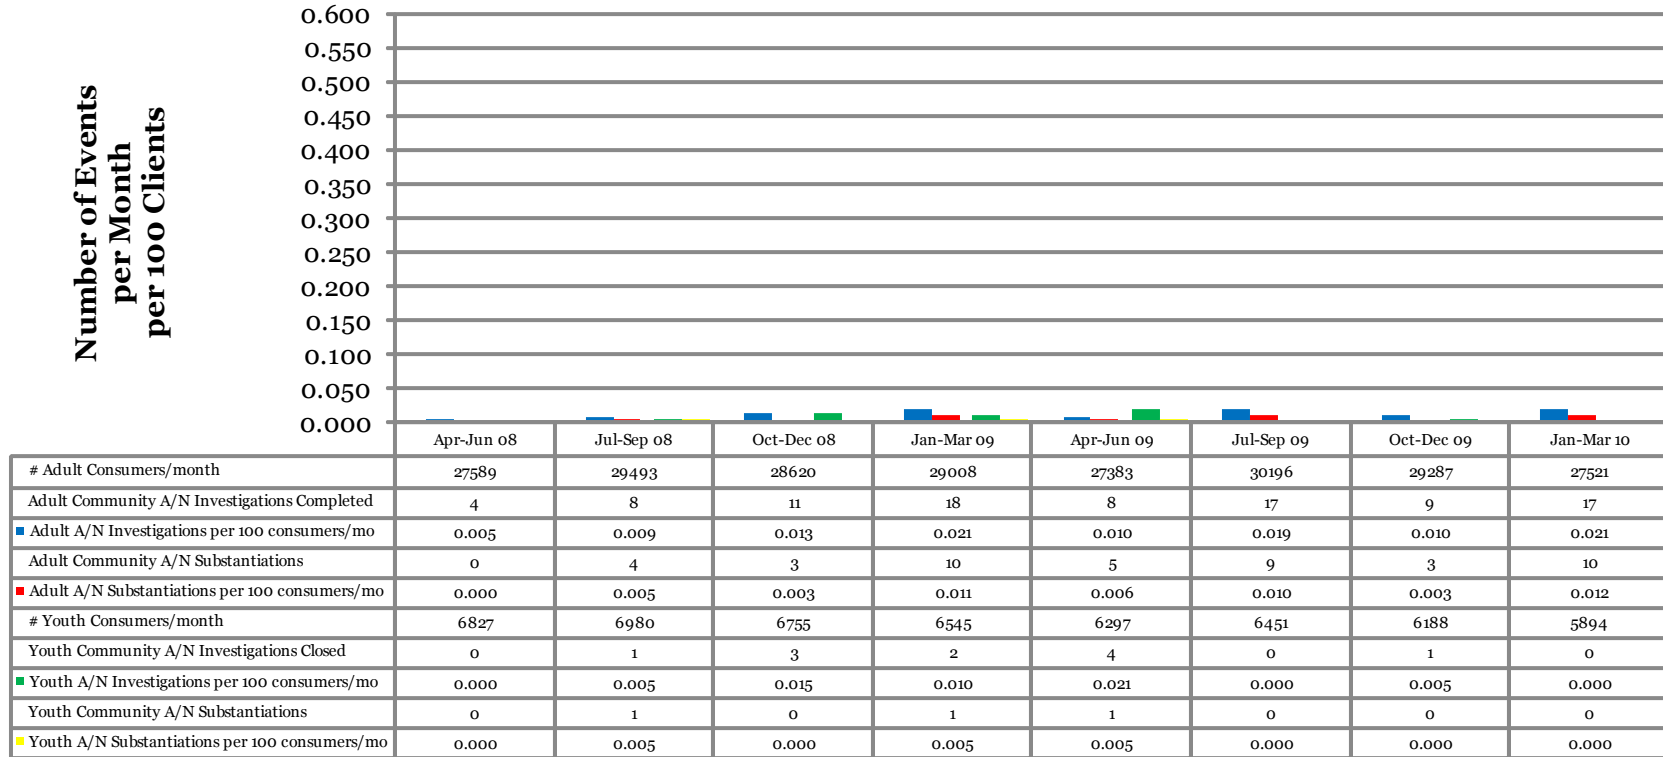 Number of Events
per Month
per 100 Clients
0.600
0.550
0.500
0.450
0.400
0.350
0.300
0.250
0.200
0.150
0.100
0.050
0.000
Apr-Jun 08 Jul-Sep 08 Oct-Dec 08 Jan-Mar 09 Apr-Jun 09 Jul-Sep 09 Oct-Dec 09 Jan-Mar 10
# Adult Consumers/month 27589 29493 28620 29008 27383 30196 29287 27521
Adult Community A/N Investigations Completed 4 8 11 18 8 17 9 17
Adult A/N Investigations per 100 consumers/mo 0.005 0.009 0.013 0.021 0.010 0.019 0.010 0.021
Adult Community A/N Substantiations 0 4 3 10 5 9 3 10
Adult A/N Substantiations per 100 consumers/mo 0.000 0.005 0.003 0.011 0.006 0.010 0.003 0.012
# Youth Consumers/month 6827 6980 6755 6545 6297 6451 6188 5894
Youth Community A/N Investigations Closed 0 1 3 2 4 0 1 0
Youth A/N Investigations per 100 consumers/mo 0.000 0.005 0.015 0.010 0.021 0.000 0.005 0.000
Youth Community A/N Substantiations 0 1 0 1 1 0 0 0
Youth A/N Substantiations per 100 consumers/mo 0.000 0.005 0.000 0.005 0.005 0.000 0.000 0.000